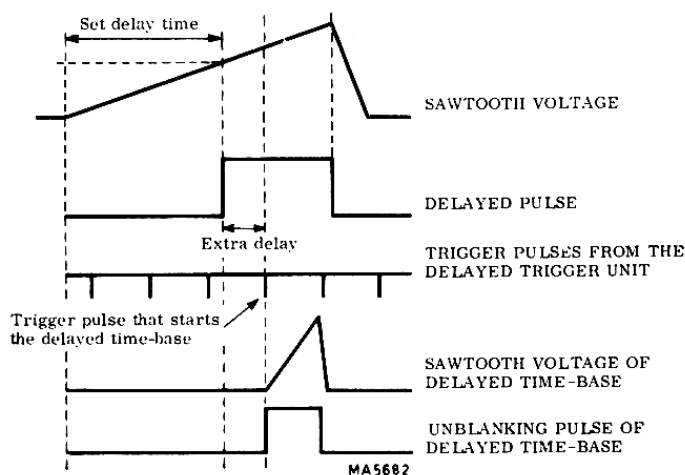 Set delay time
SAWTOOTH VOLTAGE
DELAYED PULSE
Extra delay
TRIGGER PULSES FROM THE
DELAYED TRIGGER UNIT
Trigger pulse that starts
the delayed time-base
SAWTOOTH VOLTAGE OF
DELAYED TIME-BASE
UNBLANKING PULSE OF
DELAYED TIME-BASE
MA5682